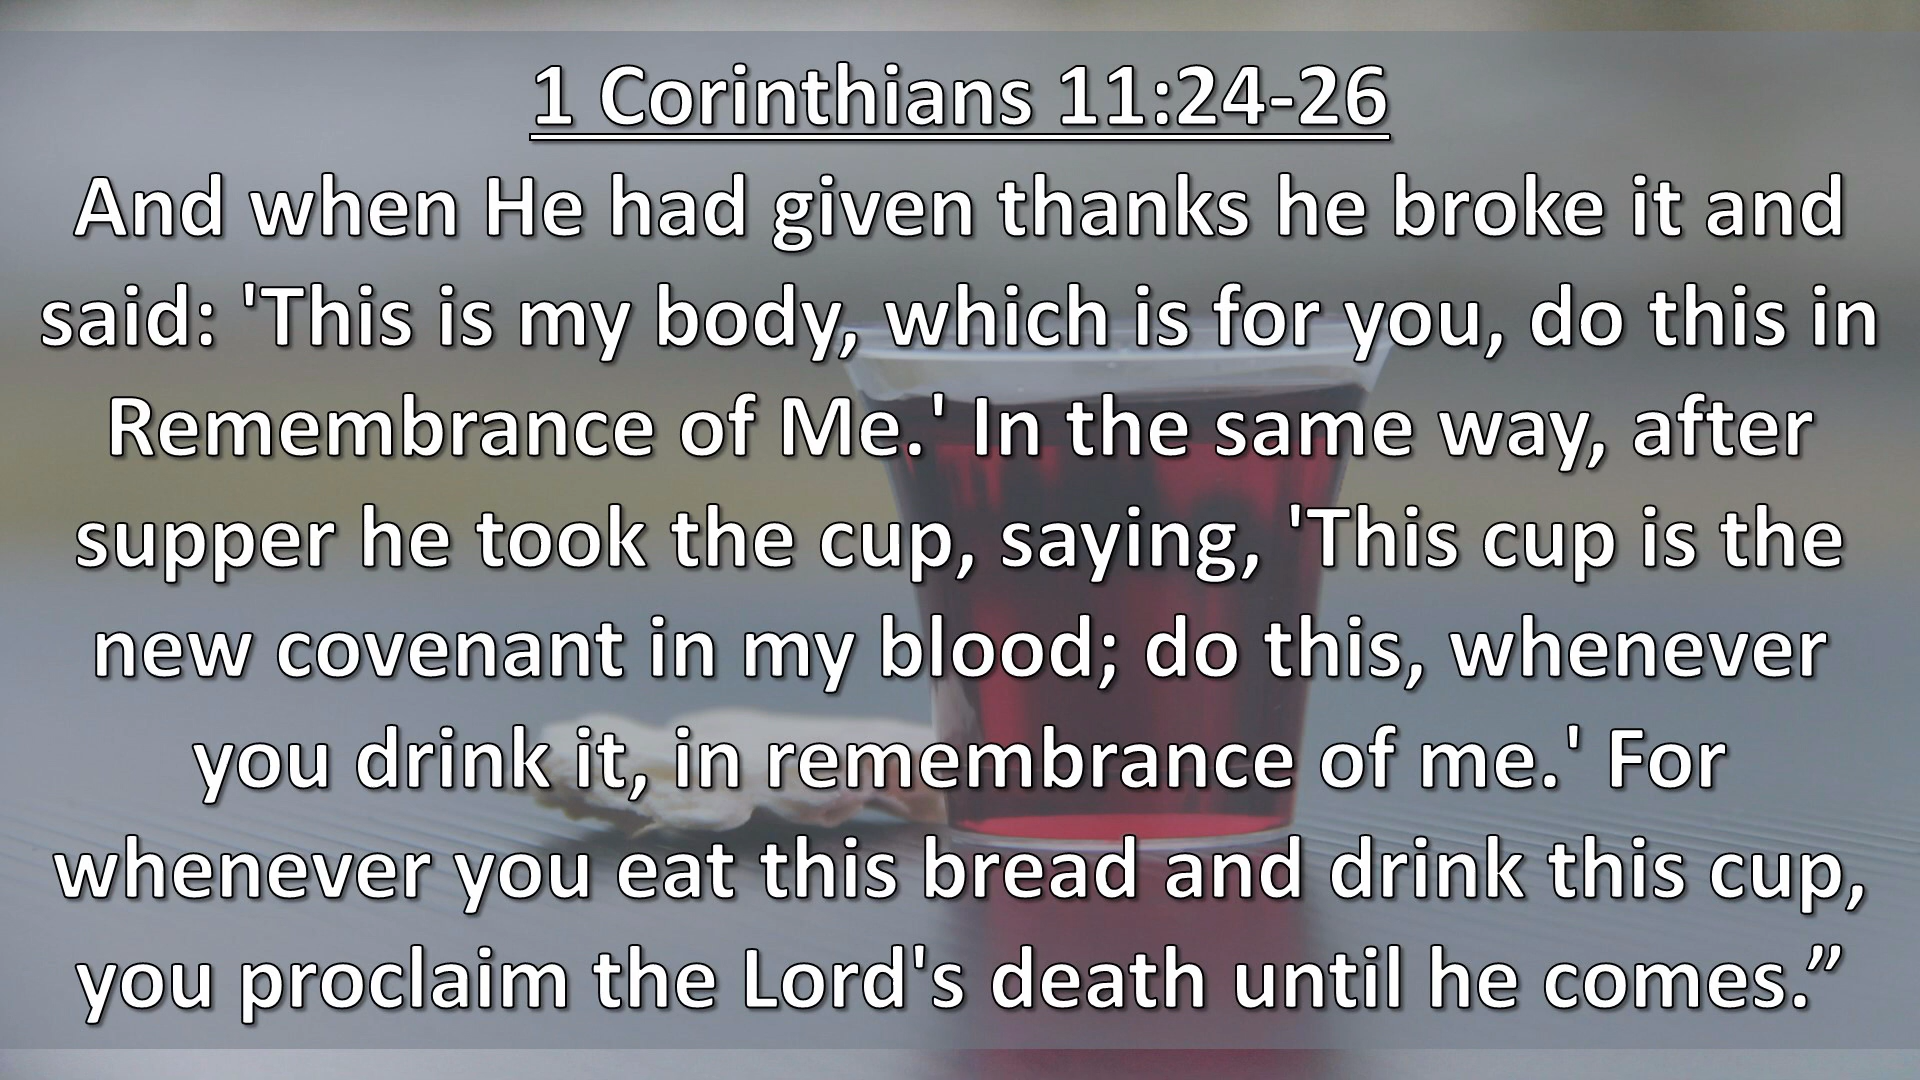 1 Corinthians 11:24-26
And when He had given thanks he broke it and
said: 'This is my body, which is for you, do this in
Remembrance of Me.' In the same way, after
supper he took the cup, saying, 'This cup is the
new covenant in my blood; do this, whenever
you drink it, in remembrance of me.' For
whenever you eat this bread and drink this cup,
you proclaim the Lord's death until he comes.”